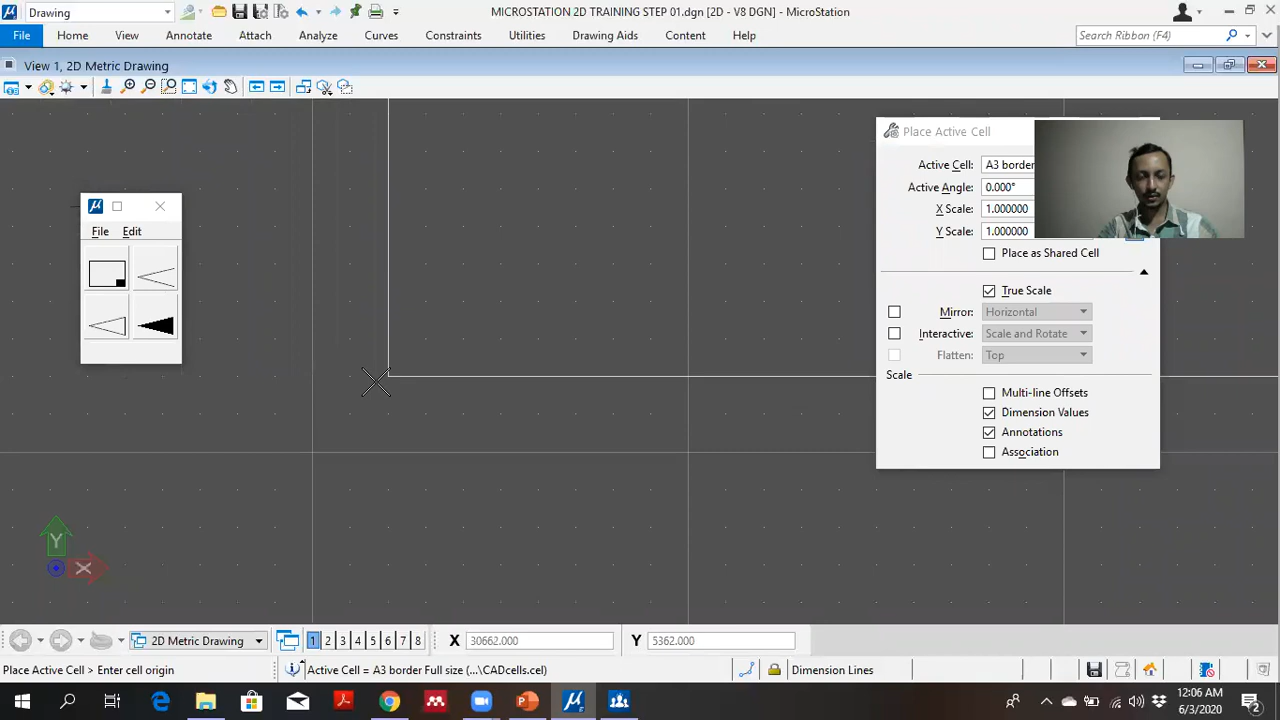 Drawing
MICROSTATION 2D TRAINING STEP 01.dgn [2D - V8 DGN] - MicroStation
File Home View Annotate Attach Analyze Curves Constraints Utilities Drawing Aids Content Help
Search Ribbon (F4)
View 1, 2D Metric Drawing
Place Active Cell
Active Cell: A3 border
Active Angle: 0.000°
X Scale: 1.000000
Y Scale: 1.000000
Place as Shared Cell
True Scale
Mirror: Horizontal
Interactive: Scale and Rotate
Flatten: Top
Scale
Multi-line Offsets
Dimension Values
Annotations
Association
File Edit
Y
X
2D Metric Drawing 1 2 3 4 5 6 7 8 X 30662.000 Y 5362.000
Place Active Cell > Enter cell origin
Active Cell = A3 border Full size (...\CADcells.cel)
Dimension Lines
12:06 AM
6/3/2020
2